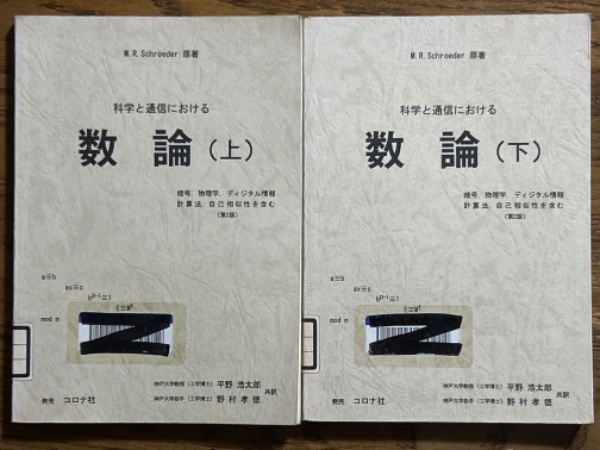 M.R.Schroeder 原著
科学と通信における
数 論(上)
暗号, 物理学, ディジタル情報
計算法, 自己相似性を含む
(第2版)
a≡b
ax≡c
b^p-1≡1
E≡M^t
mod n
神戸大学教授 (工学博士) 平野 浩太郎
神戸大学助手 (工学博士) 野村 孝徳
共訳
発売 コロナ社
M.R.Schroeder 原著
科学と通信における
数 論(下)
暗号, 物理学, ディジタル情報
計算法, 自己相似性を含む
(第2版)
a≡b
ax≡c
b^p-1≡1
E≡M^t
mod n
神戸大学教授 (工学博士) 平野 浩太郎
神戸大学助手 (工学博士) 野村 孝徳
共訳
発売 コロナ社